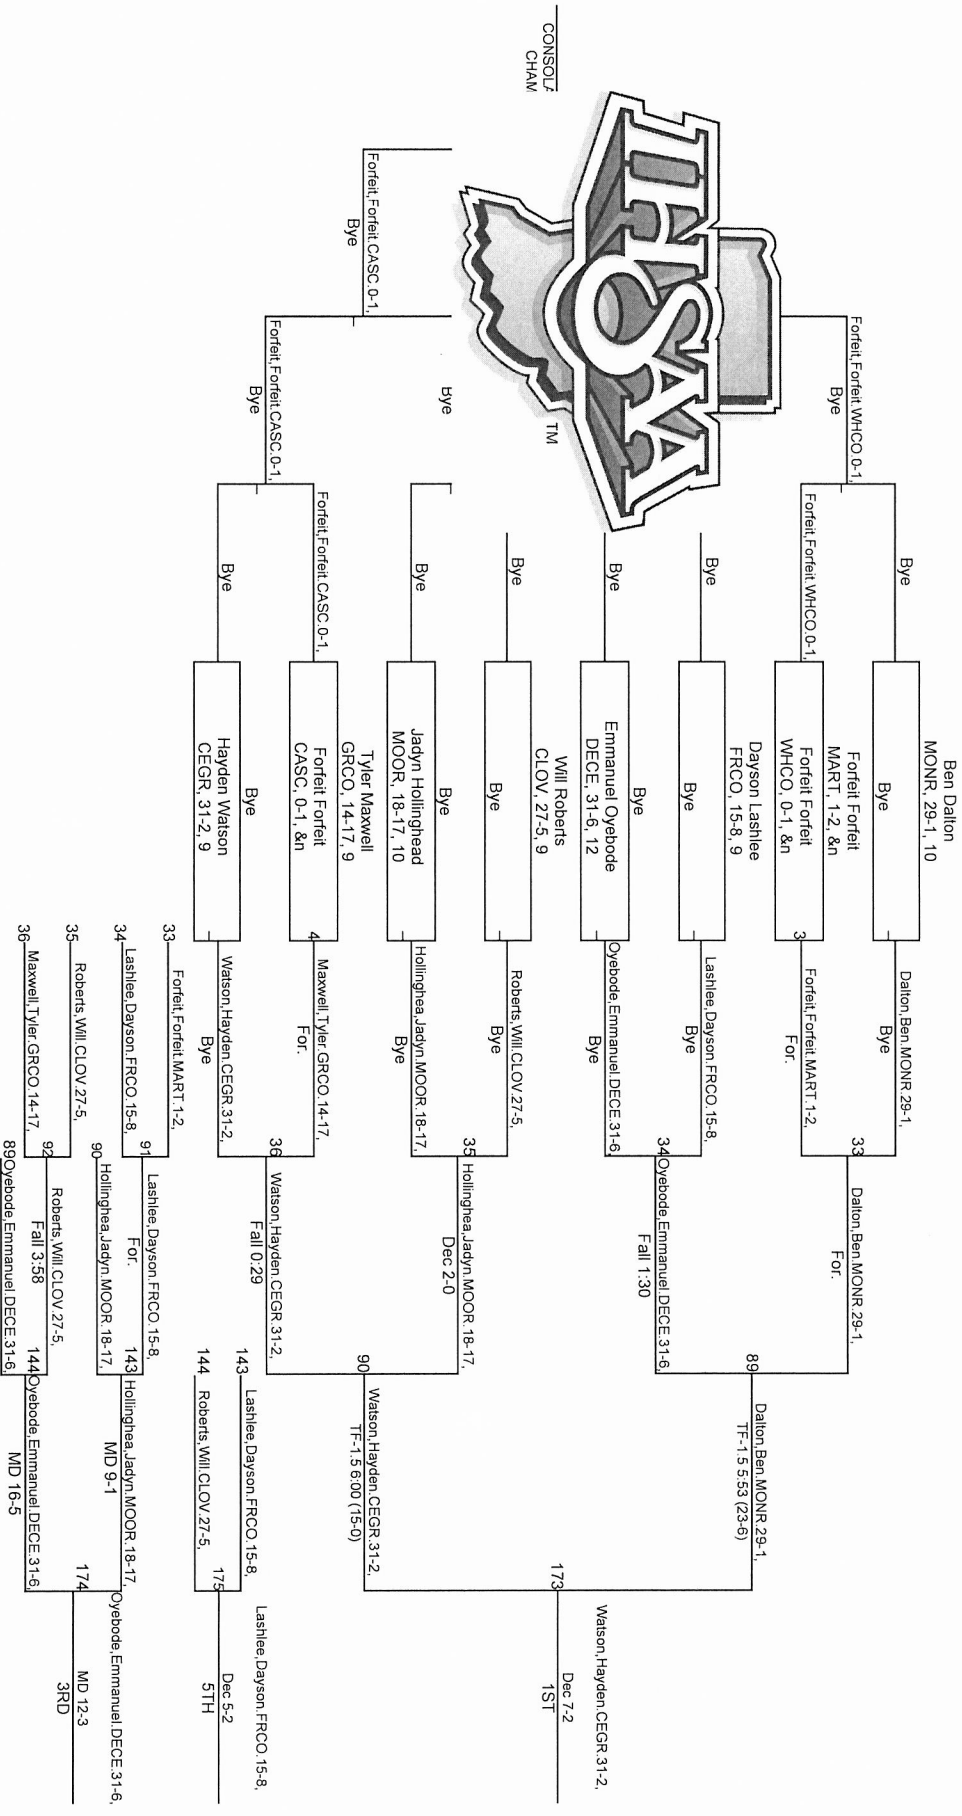 Ben Dalton
MONR, 29-1, 10
Bye
Bye
Forfeit Forfeit
MART, 1-2, &n
Forfeit Forfeit
WHCO, 0-1, &n
Forfeit,Forfeit.WHCO.0-1,
Bye
Forfeit,Forfeit.WHCO.0-1,
Dayson Lashlee
FRCO, 15-8, 9
Bye
Bye
Bye
Emmanuel Oyebode
DECE, 31-6, 12
Bye
Will Roberts
CLOV, 27-5, 9
Bye
Bye
Bye
Jadyn Hollinghead
MOOR, 18-17, 10
Bye
Tyler Maxwell
GRCO, 14-17, 9
Forfeit Forfeit
CASC, 0-1, &n
Forfeit,Forfeit.CASC.0-1,
Bye
Hayden Watson
CEGR, 31-2, 9
Bye
Bye
Forfeit,Forfeit.CASC.0-1,
Bye
Forfeit,Forfeit.CASC.0-1,
Bye
IHSAA
TM
Dalton,Ben.MONR.29-1,
Bye
3
Forfeit,Forfeit.MART.1-2,
For.
Lashlee,Dayson.FRCO.15-8,
Bye
Oyebode,Emmanuel.DECE.31-6
Bye
Roberts,Will.CLOV.27-5,
Bye
Hollinghea,Jadyn.MOOR.18-17,
Bye
4
Maxwell,Tyler.GRCO.14-17,
For.
Watson,Hayden.CEGR.31-2,
Bye
33
Dalton,Ben.MONR.29-1,
For.
34
Oyebode,Emmanuel.DECE.31-6,
Fall 1:30
35
Hollinghea,Jadyn.MOOR.18-17,
Dec 2-0
36
Watson,Hayden.CEGR.31-2,
Fall 0:29
89
Dalton,Ben.MONR.29-1,
TF-1.5 5:53 (23-6)
90
Watson,Hayden.CEGR.31-2,
TF-1.5 6:00 (15-0)
173
Watson,Hayden.CEGR.31-2,
Dec 7-2
1ST
143
Lashlee,Dayson.FRCO.15-8,
144
Roberts,Will.CLOV.27-5,
175
Lashlee,Dayson.FRCO.15-8,
Dec 5-2
5TH
33
Forfeit,Forfeit.MART.1-2,
34
Lashlee,Dayson.FRCO.15-8,
35
Roberts,Will.CLOV.27-5,
36
Maxwell,Tyler.GRCO.14-17,
91
Lashlee,Dayson.FRCO.15-8,
For.
90
Hollinghea,Jadyn.MOOR.18-17,
92
Roberts,Will.CLOV.27-5,
Fall 3:58
89
Oyebode,Emmanuel.DECE.31-6,
143
Hollinghea,Jadyn.MOOR.18-17,
MD 9-1
144
Oyebode,Emmanuel.DECE.31-6,
MD 16-5
174
Oyebode,Emmanuel.DECE.31-6,
MD 12-3
3RD